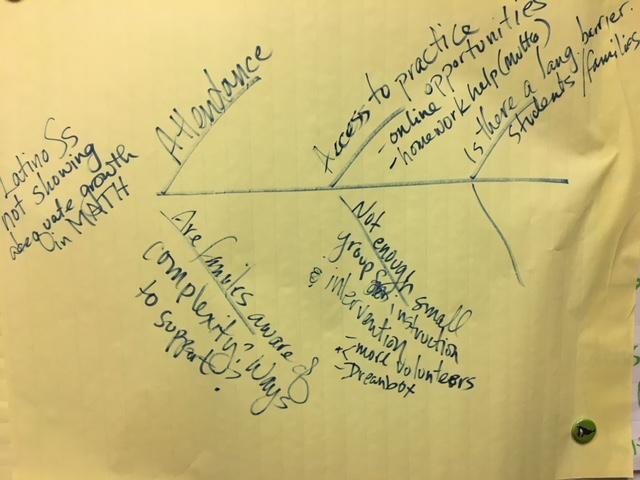 Latino Ss
not showing
adequate growth
in MATH
Attendance
Access to practice
opportunities
-online
-homework help (multco)
Is there a lang. barrier.
students/families
Are familes aware of
complexity? Ways
to support?
Not enough small
group instruction
intervention
- more volunteers
- Dreambox